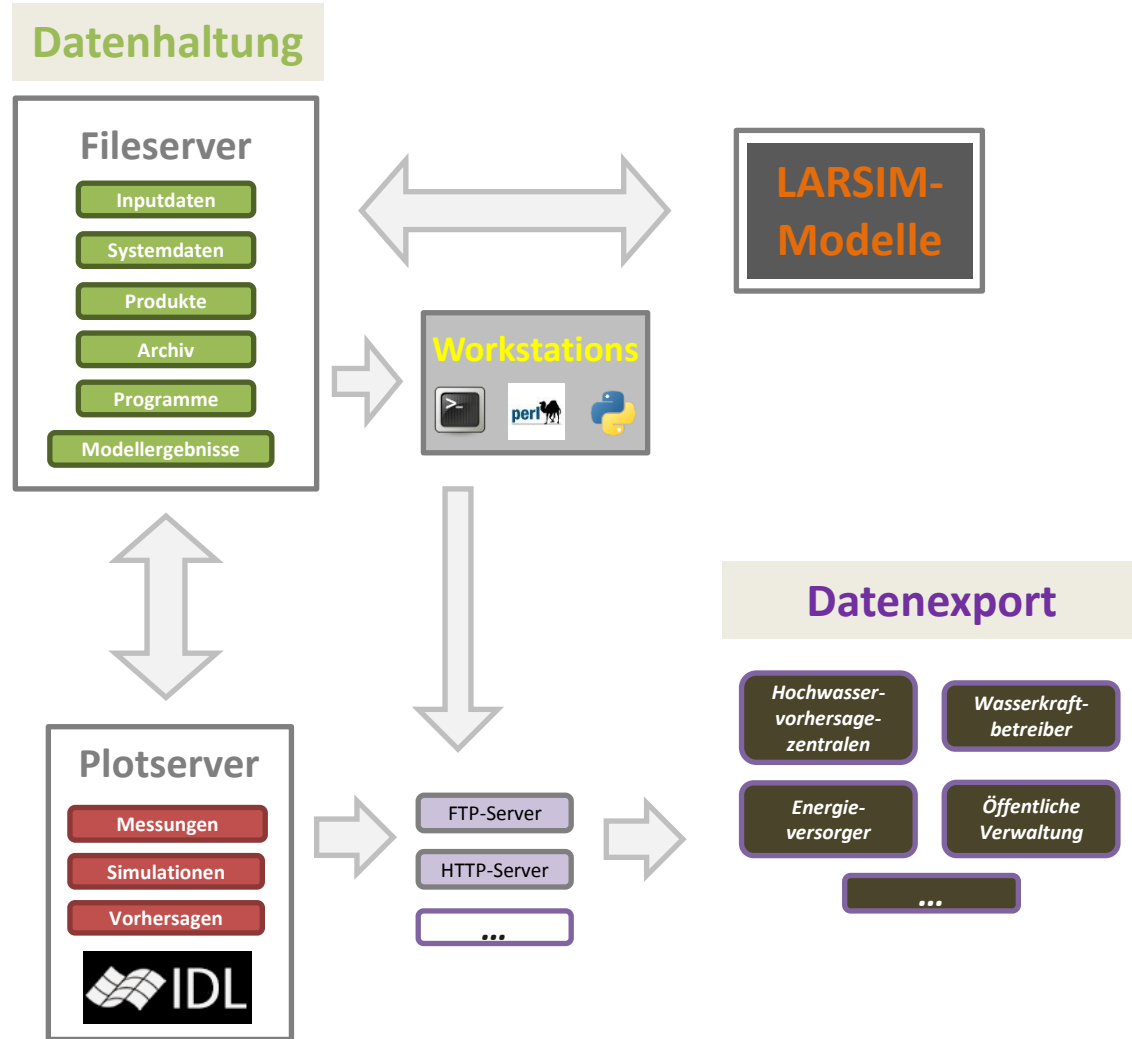 Datenhaltung
Fileserver
Inputdaten
Systemdaten
Produkte
Archiv
Programme
Modellergebnisse
LARSIM-
Modelle
Workstations
>_
perl
Plotserver
Messungen
Simulationen
Vorhersagen
IDL
FTP-Server
HTTP-Server
...
Datenexport
Hochwasser-
vorhersage-
zentralen
Wasserkraft-
betreiber
Energie-
versorger
Öffentliche
Verwaltung
...